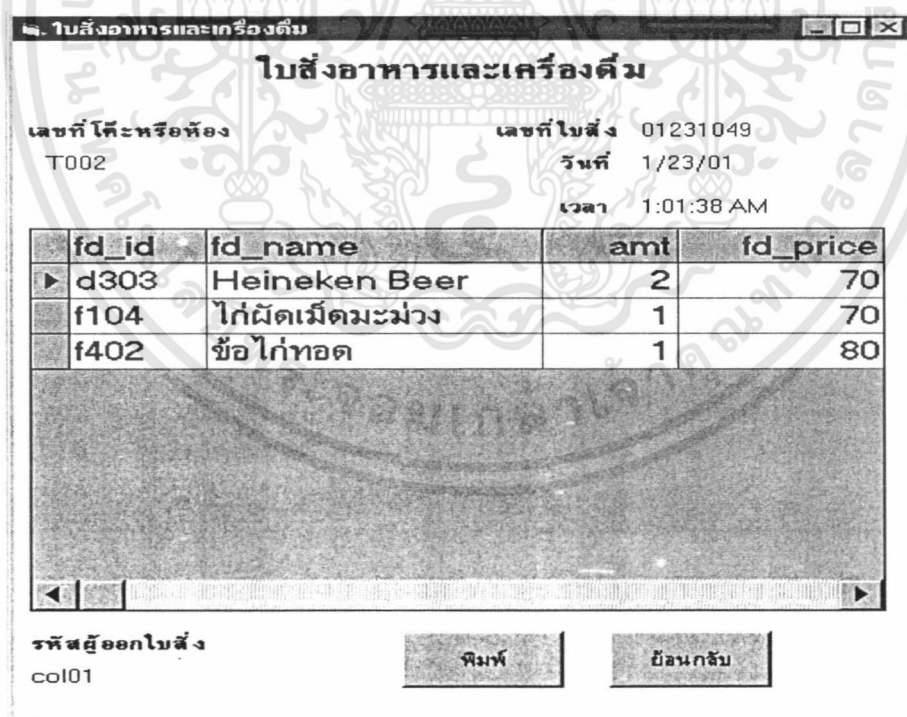 ใบสั่งอาหารและเครื่องดื่ม
ใบสั่งอาหารและเครื่องดื่ม
เลขที่โต๊ะหรือห้อง เลขที่ใบสั่ง 01231049
T002 วันที่ 1/23/01
เวลา 1:01:38 AM
fd_id fd_name amt fd_price
d303 Heineken Beer 2 70
f104 ไก่ผัดเม็ดมะม่วง 1 70
f402 ข้อไก่ทอด 1 80
รหัสผู้ออกใบสั่ง
col01
พิมพ์ ย้อนกลับ